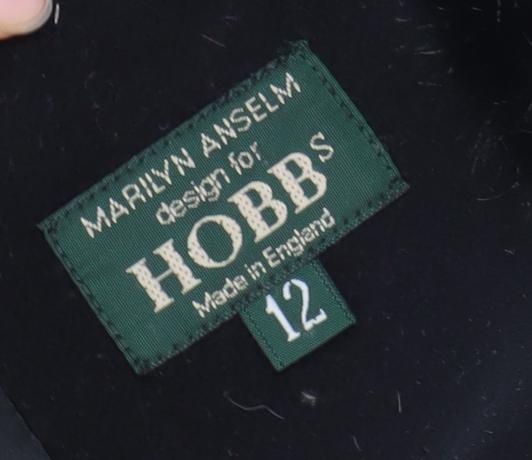 MARILYN ANSELM
design for
HOBBS
Made in England
12